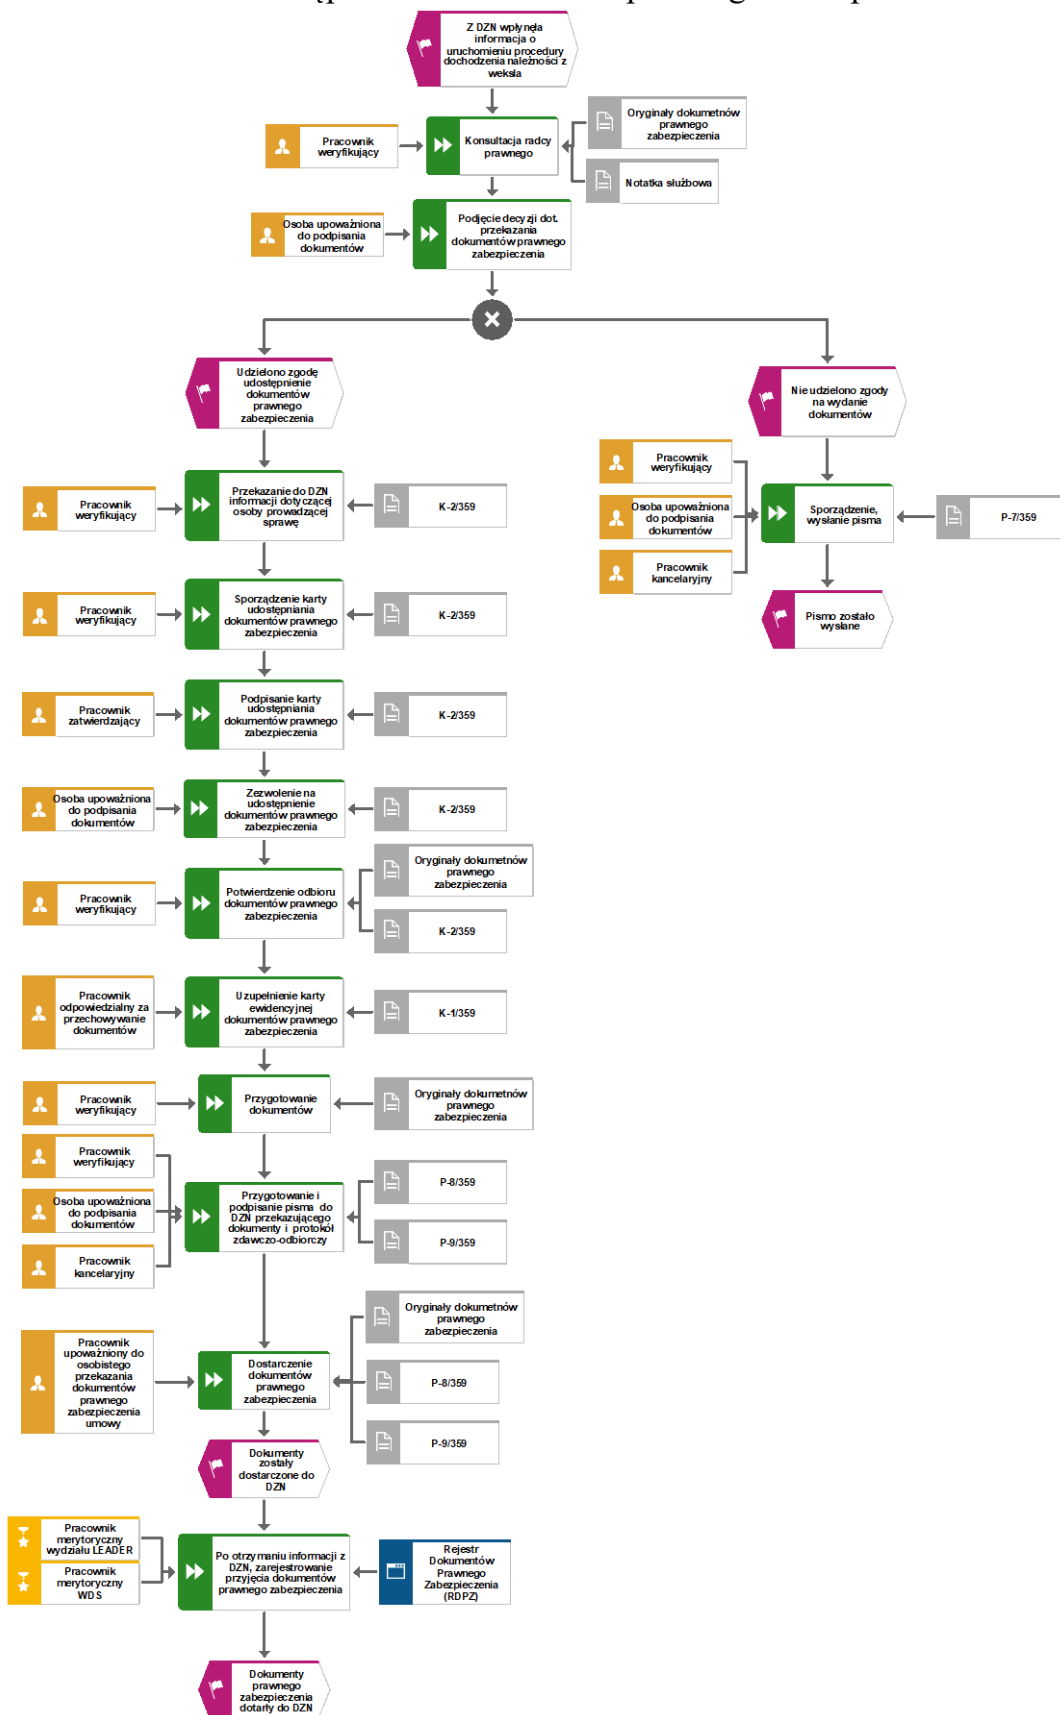 Z DZN wpłynęła
informacja o
uruchomieniu procedury
dochodzenia należności z
weksla
Pracownik
weryfikujący
Konsultacja radcy
prawnego
Oryginały dokumetnów
prawnego
zabezpieczenia
Notatka służbowa
Osoba upoważniona
do podpisania
dokumentów
Podjęcie decyzji dot.
przekazania
dokumentów prawnego
zabezpieczenia
Udzielono zgodę
udostępnienie
dokumentów
prawnego
zabezpieczenia
Nie udzielono zgody
na wydanie
dokumentów
Pracownik
weryfikujący
Osoba upoważniona
do podpisania
dokumentów
Pracownik
kancelaryjny
Sporządzenie,
wysłanie pisma
P-7/359
Pismo zostało
wysłane
Pracownik
weryfikujący
Przekazanie do DZN
informacji dotyczącej
osoby prowadzącej
sprawę
K-2/359
Pracownik
weryfikujący
Sporządzenie karty
udostępniania
dokumentów prawnego
zabezpieczenia
K-2/359
Pracownik
zatwierdzający
Podpisanie karty
udostępniania
dokumentów prawnego
zabezpieczenia
K-2/359
Osoba upoważniona
do podpisania
dokumentów
Zezwolenie na
udostępnienie
dokumentów prawnego
zabezpieczenia
K-2/359
Pracownik
weryfikujący
Potwierdzenie odbioru
dokumentów prawnego
zabezpieczenia
Oryginały dokumetnów
prawnego
zabezpieczenia
K-2/359
Pracownik
odpowiedzialny za
przechowywanie
dokumentów
Uzupełnienie karty
ewidencyjnej
dokumentów prawnego
zabezpieczenia
K-1/359
Pracownik
weryfikujący
Przygotowanie
dokumentów
Oryginały dokumetnów
prawnego
zabezpieczenia
Pracownik
weryfikujący
Osoba upoważniona
do podpisania
dokumentów
Pracownik
kancelaryjny
Przygotowanie i
podpisanie pisma do
DZN przekazującego
dokumenty i protokół
zdawczo-odbiorczy
P-8/359
P-9/359
Pracownik
upoważniony do
osobistego
przekazania
dokumentów
prawnego
zabezpieczenia
umowy
Dostarczenie
dokumentów
prawnego
zabezpieczenia
Oryginały dokumetnów
prawnego
zabezpieczenia
P-8/359
P-9/359
Dokumenty
zostały
dostarczone do
DZN
Pracownik
merytoryczny
wydziału LEADER
Pracownik
merytoryczny
WDS
Po otrzymaniu informacji z
DZN, zarejestrowanie
przyjęcia dokumentów
prawnego zabezpieczenia
Rejestr
Dokumentów
Prawnego
Zabezpieczenia
(RDPZ)
Dokumenty
prawnego
zabezpieczenia
dotarły do DZN